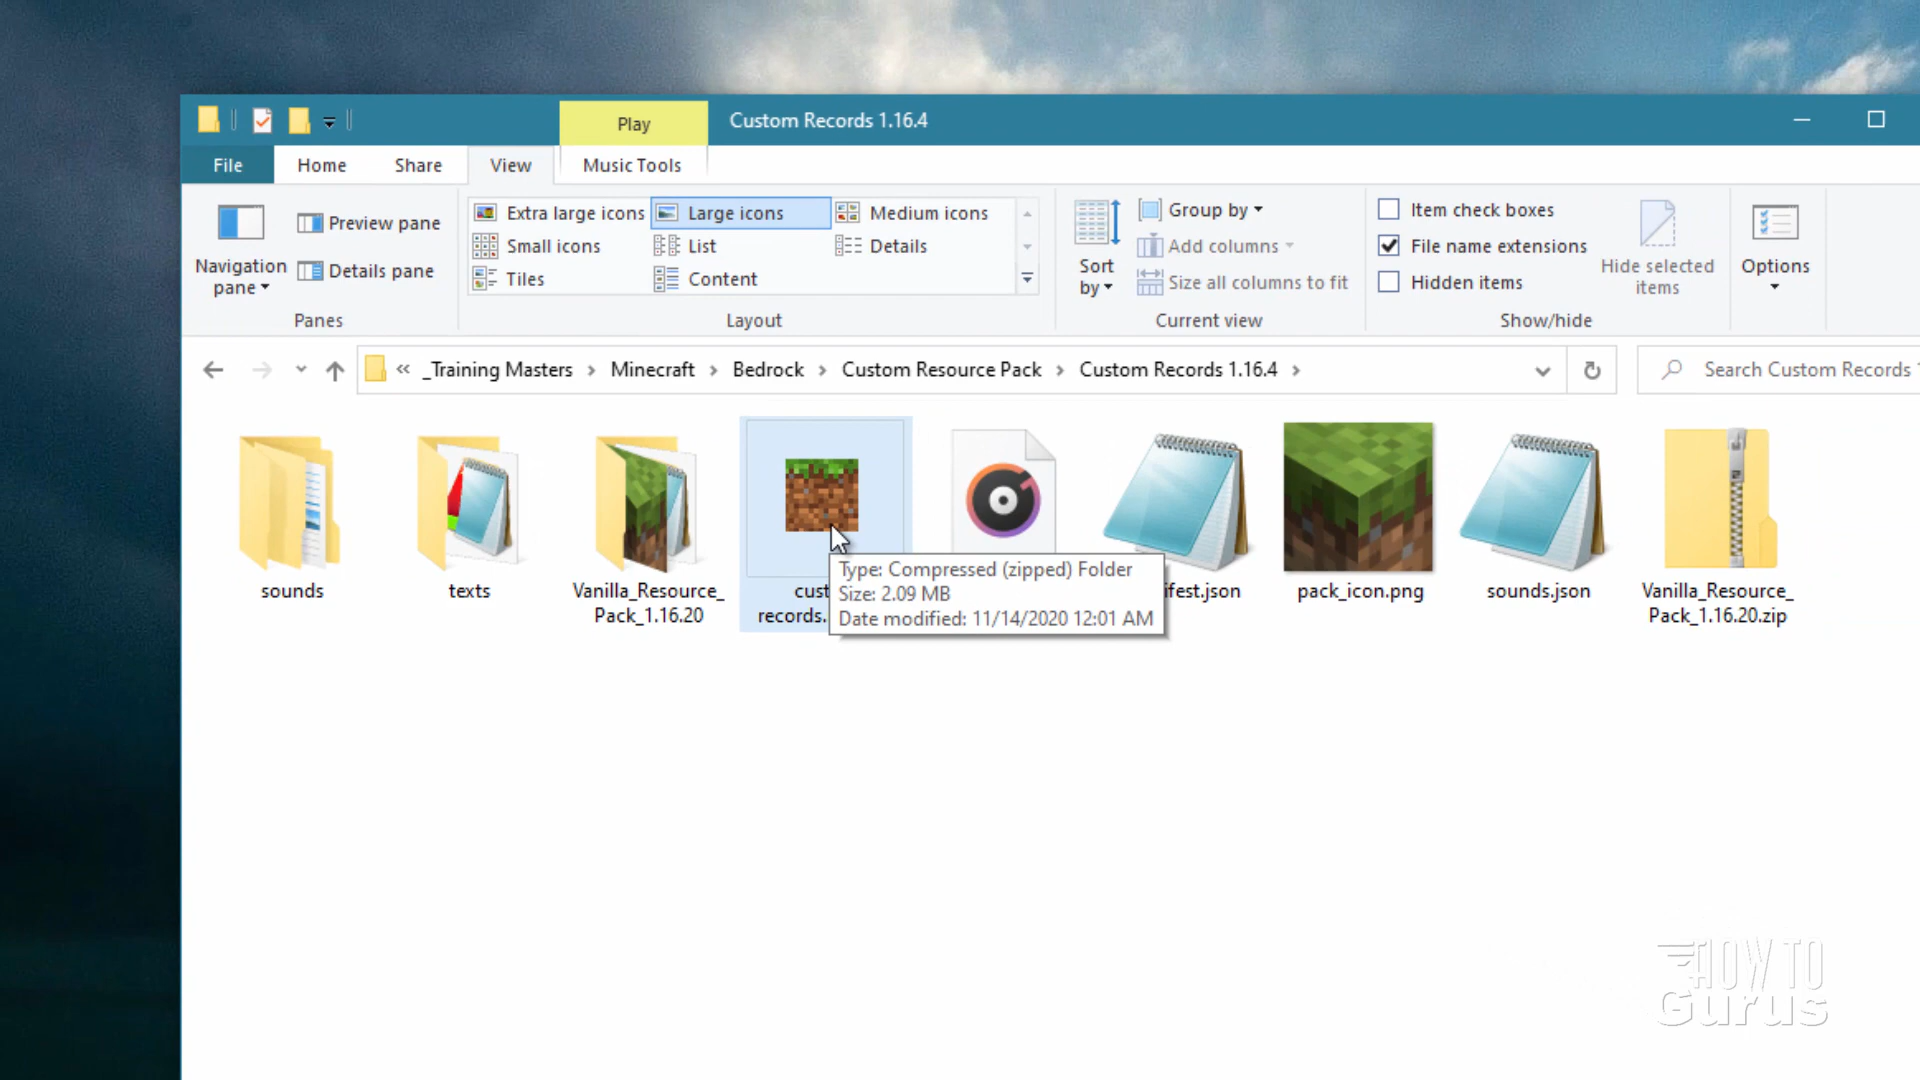 Play
Custom Records 1.16.4
File
Home
Share
View
Music Tools
Navigation
pane
Preview pane
Details pane
Panes
Extra large icons
Large icons
Medium icons
Small icons
List
Details
Tiles
Content
Layout
Sort
by
Group by
Add columns
Size all columns to fit
Current view
Item check boxes
File name extensions
Hidden items
Hide selected
items
Show/hide
Options
« _Training Masters > Minecraft > Bedrock > Custom Resource Pack > Custom Records 1.16.4 >
Search Custom Records
sounds
texts
Vanilla_Resource_
Pack_1.16.20
cust
records.
Type: Compressed (zipped) Folder
Size: 2.09 MB
Date modified: 11/14/2020 12:01 AM
ifest.json
pack_icon.png
sounds.json
Vanilla_Resource_
Pack_1.16.20.zip
HOW TO
Gurus